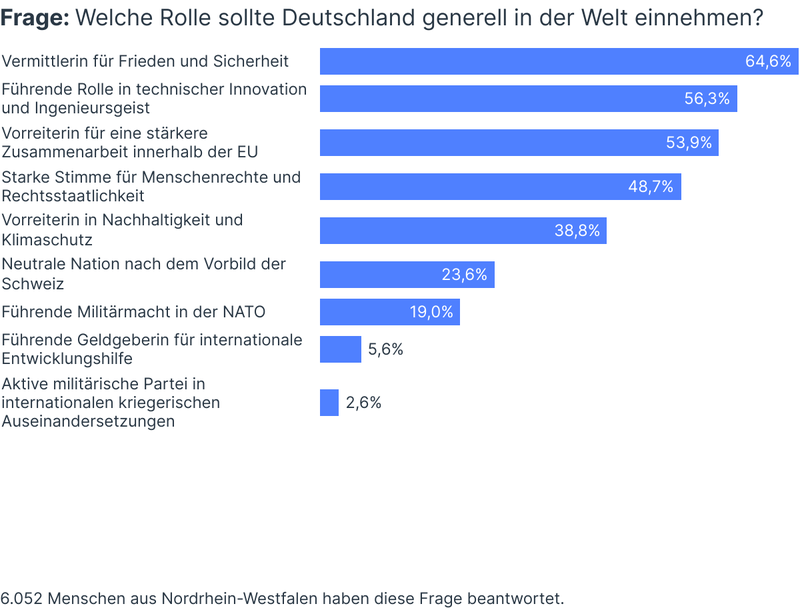 Frage: Welche Rolle sollte Deutschland generell in der Welt einnehmen?
Vermittlerin für Frieden und Sicherheit
64,6%
Führende Rolle in technischer Innovation
und Ingenieursgeist
56,3%
Vorreiterin für eine stärkere
Zusammenarbeit innerhalb der EU
53,9%
Starke Stimme für Menschenrechte und
Rechtsstaatlichkeit
48,7%
Vorreiterin in Nachhaltigkeit und
Klimaschutz
38,8%
Neutrale Nation nach dem Vorbild der
Schweiz
23,6%
Führende Militärmacht in der NATO
19,0%
Führende Geldgeberin für internationale
Entwicklungshilfe
5,6%
Aktive militärische Partei in
internationalen kriegerischen
Auseinandersetzungen
2,6%
6.052 Menschen aus Nordrhein-Westfalen haben diese Frage beantwortet.